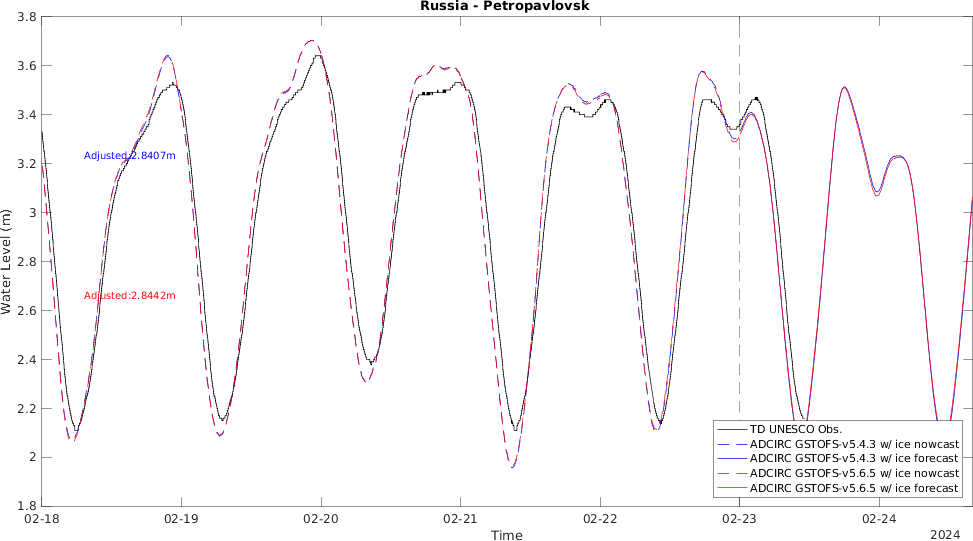 Russia - Petropavlovsk
Water Level (m)
3.8
3.6
3.4
3.2
3
2.8
2.6
2.4
2.2
2
1.8
Adjusted:2.8407m
Adjusted:2.8442m
TD UNESCO Obs.
ADCIRC GSTOFS-v5.4.3 w/ ice nowcast
ADCIRC GSTOFS-v5.4.3 w/ ice forecast
ADCIRC GSTOFS-v5.6.5 w/ ice nowcast
ADCIRC GSTOFS-v5.6.5 w/ ice forecast
02-18 02-19 02-20 02-21 02-22 02-23 02-24
Time
2024